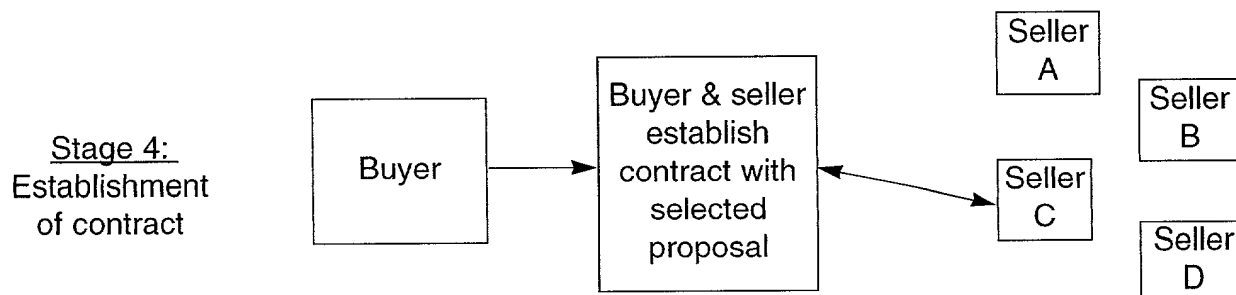 Stage 4:
Establishment
of contract
Buyer
Buyer & seller
establish
contract with
selected
proposal
Seller
A
Seller
B
Seller
C
Seller
D